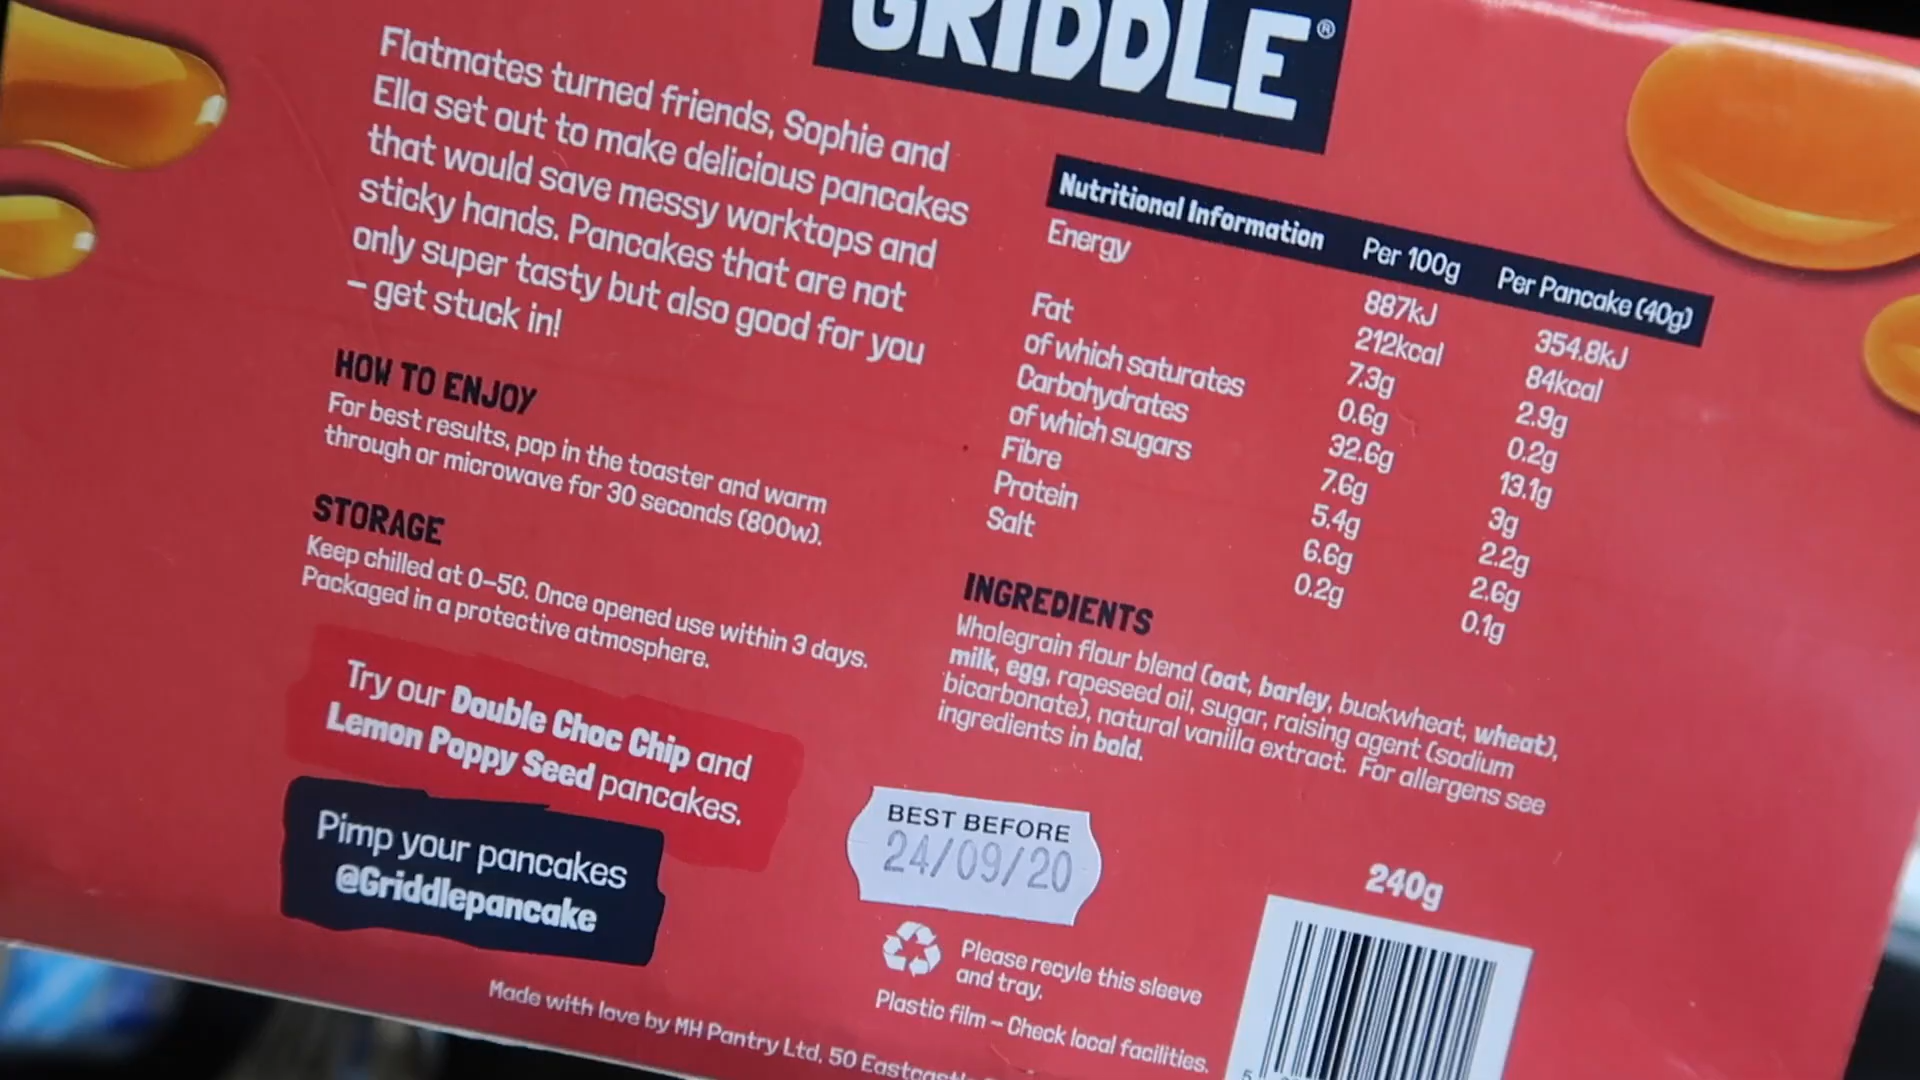 GRIDDLE®
Flatmates turned friends, Sophie and
Ella set out to make delicious pancakes
that would save messy worktops and
sticky hands. Pancakes that are not
only super tasty but also good for you
– get stuck in!
HOW TO ENJOY
For best results, pop in the toaster and warm
through or microwave for 30 seconds (800w).
STORAGE
Keep chilled at 0–5C. Once opened use within 3 days.
Packaged in a protective atmosphere.
Try our Double Choc Chip and
Lemon Poppy Seed pancakes.
Pimp your pancakes
@Griddlepancake
Nutritional Information Per 100g Per Pancake (40g)
Energy 887kJ 354.8kJ
212kcal 84kcal
Fat 7.3g 2.9g
of which saturates 0.6g 0.2g
Carbohydrates 32.6g 13.1g
of which sugars 7.6g 3g
Fibre 5.4g 2.2g
Protein 6.6g 2.6g
Salt 0.2g 0.1g
INGREDIENTS
Wholegrain flour blend (oat, barley, buckwheat, wheat),
milk, egg, rapeseed oil, sugar, raising agent (sodium
bicarbonate), natural vanilla extract. For allergens see
ingredients in bold.
BEST BEFORE
24/09/20
240g
Please recyle this sleeve
and tray.
Plastic film – Check local facilities.
Made with love by MH Pantry Ltd, 50
5